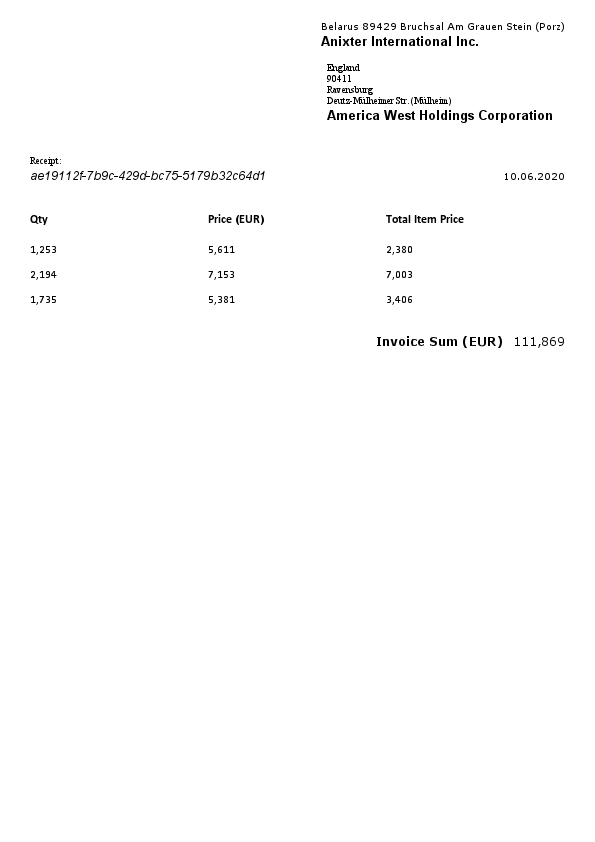 Belarus 89429 Bruchsal Am Grauen Stein (Porz)
Anixter International Inc.
England
90411
Ravensburg
Deutz-Mülheimer Str. (Mülheim)
America West Holdings Corporation
Receipt:
ae19112f-7b9c-429d-bc75-5179b32c64d1 10.06.2020
Qty Price (EUR) Total Item Price
1,253 5,611 2,380
2,194 7,153 7,003
1,735 5,381 3,406
Invoice Sum (EUR) 111,869